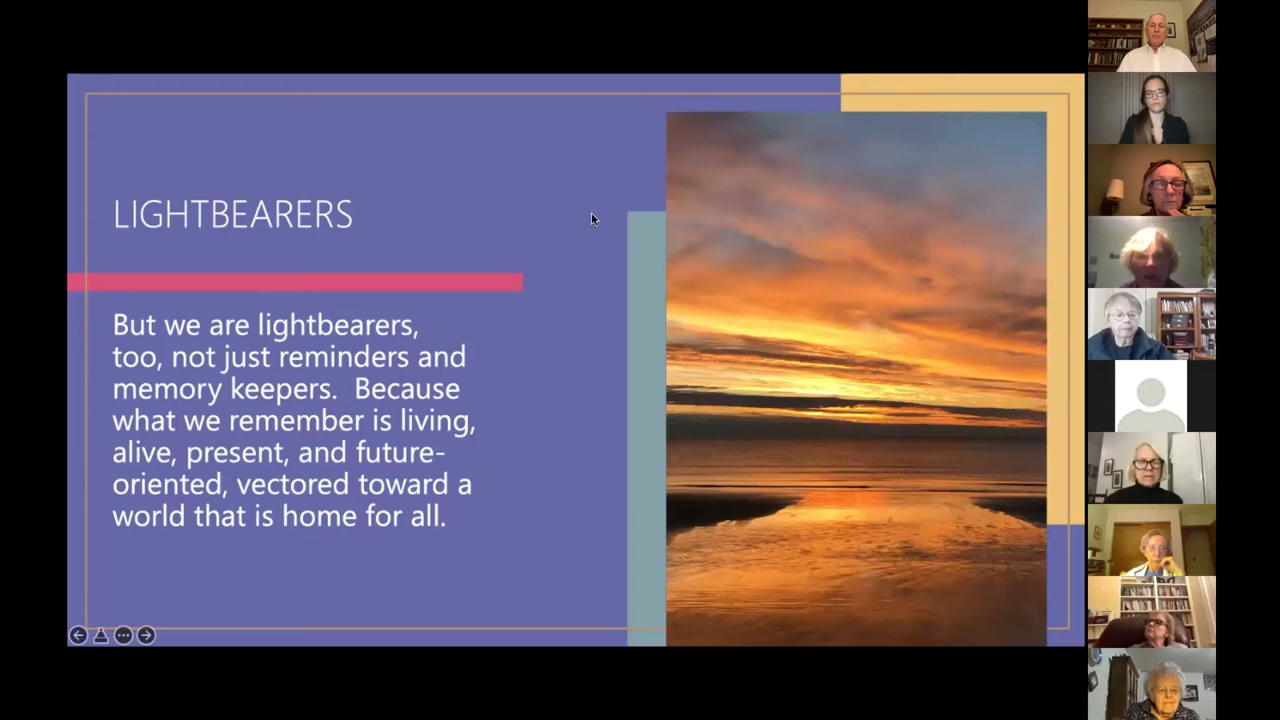 LIGHTBEARERS
But we are lightbearers,
too, not just reminders and
memory keepers.  Because
what we remember is living,
alive, present, and future-
oriented, vectored toward a
world that is home for all.